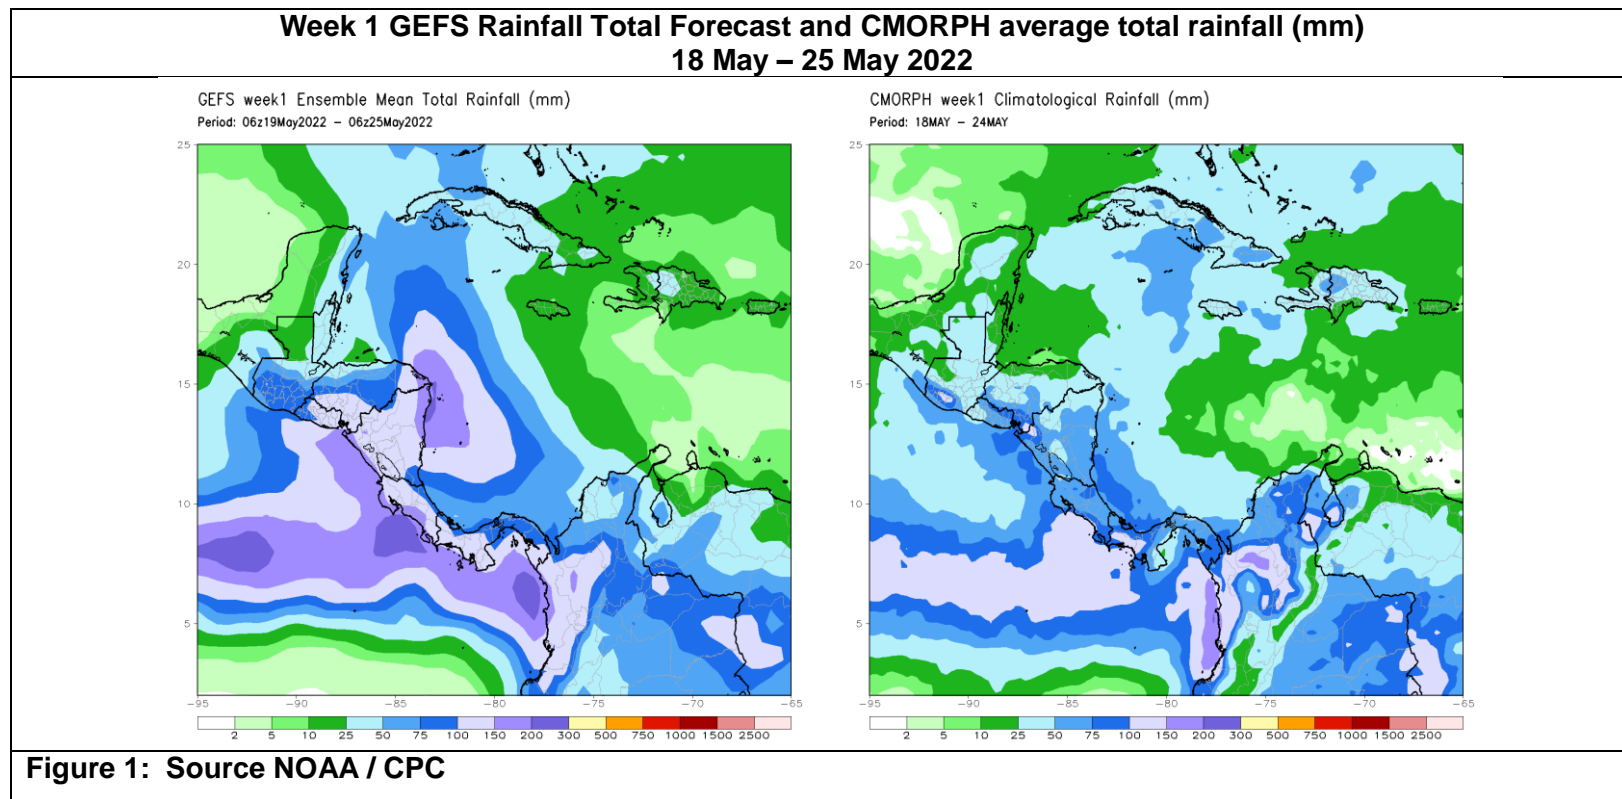 Week 1 GEFS Rainfall Total Forecast and CMORPH average total rainfall (mm)
18 May – 25 May 2022
GEFS week1 Ensemble Mean Total Rainfall (mm)
Period: 06z19May2022 – 06z25May2022
25
20
15
10
5
-95 -90 -85 -80 -75 -70 -65
2 5 10 25 50 75 100 150 200 300 500 750 1000 1500 2500
CMORPH week1 Climatological Rainfall (mm)
Period: 18MAY – 24MAY
25
20
15
10
5
-95 -90 -85 -80 -75 -70 -65
2 5 10 25 50 75 100 150 200 300 500 750 1000 1500 2500
Figure 1: Source NOAA / CPC